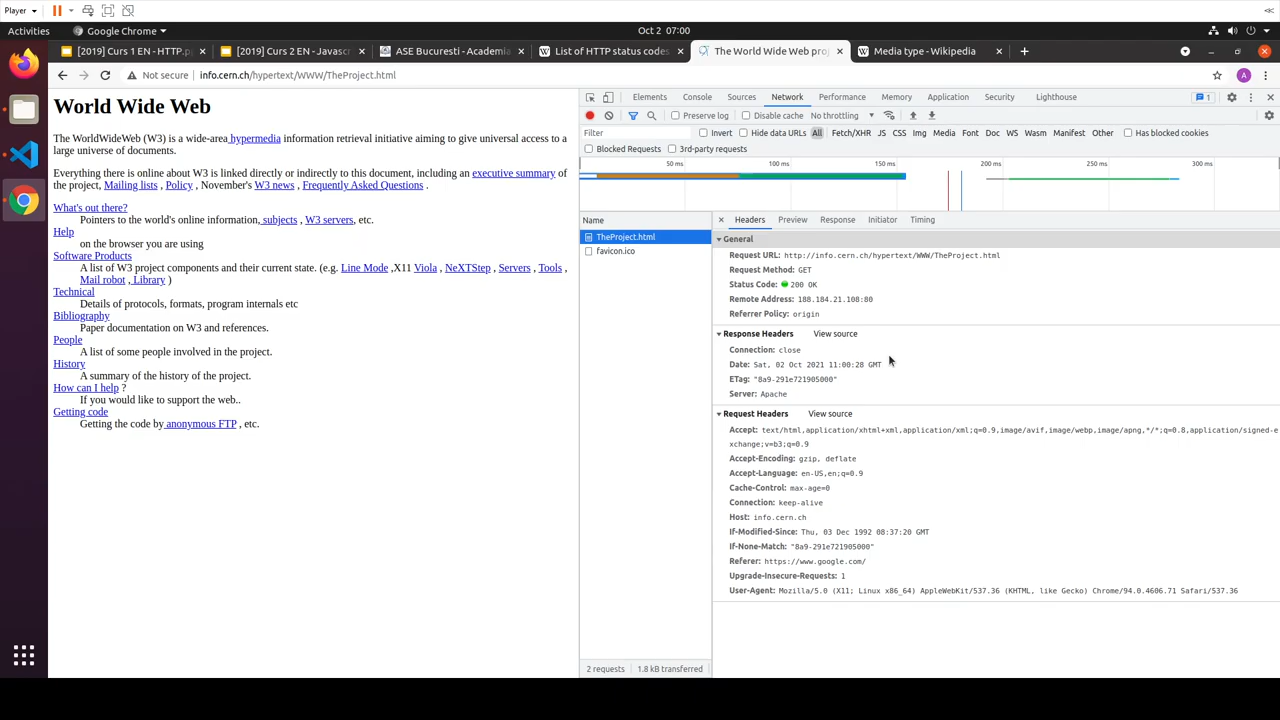 Player
Activities
Google Chrome
Oct 2 07:00
[2019] Curs 1 EN - HTTP.p
[2019] Curs 2 EN - Javasc
ASE Bucuresti - Academia
List of HTTP status codes
The World Wide Web pro
Media type - Wikipedia
Not secure
info.cern.ch/hypertext/WWW/TheProject.html
A
World Wide Web
The WorldWideWeb (W3) is a wide-area hypermedia information retrieval initiative aiming to give universal access to a
large universe of documents.
Everything there is online about W3 is linked directly or indirectly to this document, including an executive summary of
the project, Mailing lists , Policy , November's W3 news , Frequently Asked Questions .
What's out there?
Pointers to the world's online information, subjects , W3 servers, etc.
Help
on the browser you are using
Software Products
A list of W3 project components and their current state. (e.g. Line Mode ,X11 Viola , NeXTStep , Servers , Tools ,
Mail robot , Library )
Technical
Details of protocols, formats, program internals etc
Bibliography
Paper documentation on W3 and references.
People
A list of some people involved in the project.
History
A summary of the history of the project.
How can I help ?
If you would like to support the web..
Getting code
Getting the code by anonymous FTP , etc.
Elements Console Sources Network Performance Memory Application Security Lighthouse 1
Preserve log Disable cache No throttling
Filter Invert Hide data URLs All Fetch/XHR JS CSS Img Media Font Doc WS Wasm Manifest Other Has blocked cookies
Blocked Requests 3rd-party requests
50 ms 100 ms 150 ms 200 ms 250 ms 300 ms
Name
TheProject.html
favicon.ico
Headers Preview Response Initiator Timing
General
Request URL: http://info.cern.ch/hypertext/WWW/TheProject.html
Request Method: GET
Status Code: 200 OK
Remote Address: 188.184.21.108:80
Referrer Policy: origin
Response Headers View source
Connection: close
Date: Sat, 02 Oct 2021 11:00:28 GMT
ETag: "8a9-291e721905000"
Server: Apache
Request Headers View source
Accept: text/html,application/xhtml+xml,application/xml;q=0.9,image/avif,image/webp,image/apng,*/*;q=0.8,application/signed-e
xchange;v=b3;q=0.9
Accept-Encoding: gzip, deflate
Accept-Language: en-US,en;q=0.9
Cache-Control: max-age=0
Connection: keep-alive
Host: info.cern.ch
If-Modified-Since: Thu, 03 Dec 1992 08:37:20 GMT
If-None-Match: "8a9-291e721905000"
Referer: https://www.google.com/
Upgrade-Insecure-Requests: 1
User-Agent: Mozilla/5.0 (X11; Linux x86_64) AppleWebKit/537.36 (KHTML, like Gecko) Chrome/94.0.4606.71 Safari/537.36
2 requests 1.8 kB transferred